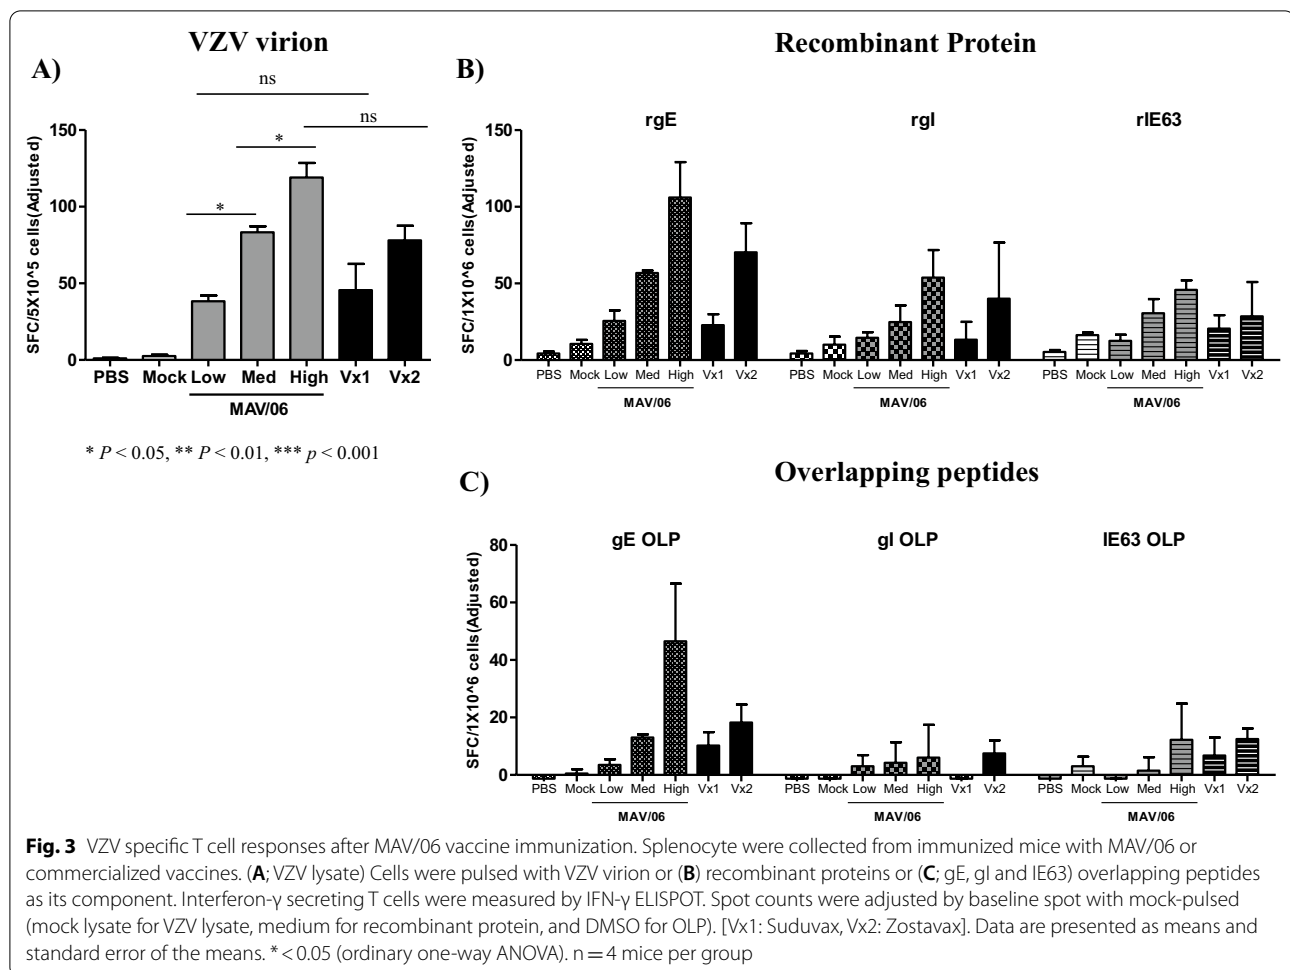 VZV virion
Recombinant Protein
A)
B)
ns
ns
*
*
rgE
rgI
rIE63
SFC/5X10^5 cells(Adjusted)
150
100
50
0
PBS Mock Low Med High Vx1 Vx2
MAV/06
SFC/1X10^6 cells(Adjusted)
150
100
50
0
PBS Mock Low Med High Vx1 Vx2
MAV/06
PBS Mock Low Med High Vx1 Vx2
MAV/06
PBS Mock Low Med High Vx1 Vx2
MAV/06
* P < 0.05, ** P < 0.01, *** p < 0.001
Overlapping peptides
C)
gE OLP
gI OLP
IE63 OLP
SFC/1X10^6 cells(Adjusted)
80
60
40
20
0
PBS Mock Low Med High Vx1 Vx2
MAV/06
PBS Mock Low Med High Vx1 Vx2
MAV/06
PBS Mock Low Med High Vx1 Vx2
MAV/06
Fig. 3 VZV specific T cell responses after MAV/06 vaccine immunization. Splenocyte were collected from immunized mice with MAV/06 or
commercialized vaccines. (A; VZV lysate) Cells were pulsed with VZV virion or (B) recombinant proteins or (C; gE, gI and IE63) overlapping peptides
as its component. Interferon-γ secreting T cells were measured by IFN-γ ELISPOT. Spot counts were adjusted by baseline spot with mock-pulsed
(mock lysate for VZV lysate, medium for recombinant protein, and DMSO for OLP). [Vx1: Suduvax, Vx2: Zostavax]. Data are presented as means and
standard error of the means. * < 0.05 (ordinary one-way ANOVA). n = 4 mice per group